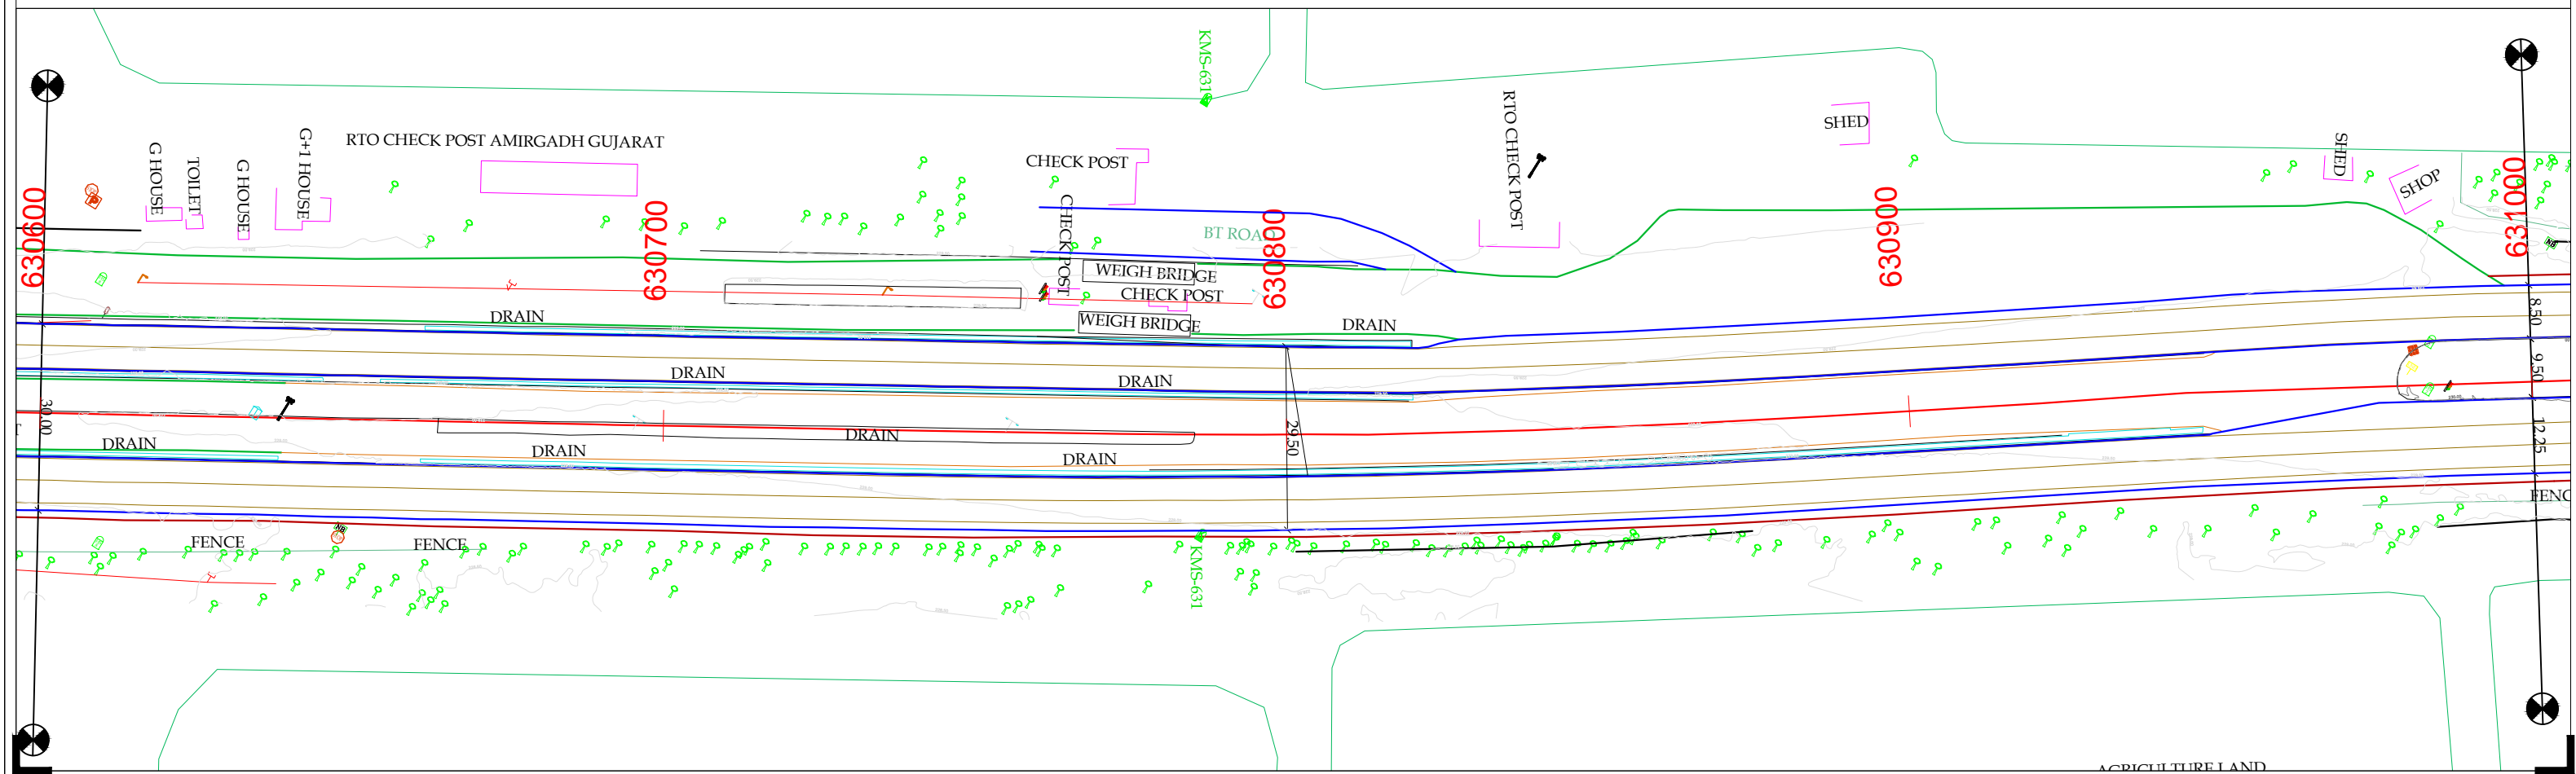 KMS-631
RTO CHECK POST AMIRGADH GUJARAT
G HOUSE
TOILET
G HOUSE
G+1 HOUSE
CHECK POST
CHECK POST
RTO CHECK POST
SHED
SHED
SHOP
630600
630700
630800
630900
631000
BT ROAD
WEIGH BRIDGE
CHECK POST
WEIGH BRIDGE
DRAIN
DRAIN
DRAIN
DRAIN
DRAIN
DRAIN
DRAIN
DRAIN
30.00
29.50
8.50
9.50
12.25
FENCE
FENCE
FENC
NB
NB
KMS-631
AGRICULTURE LAND